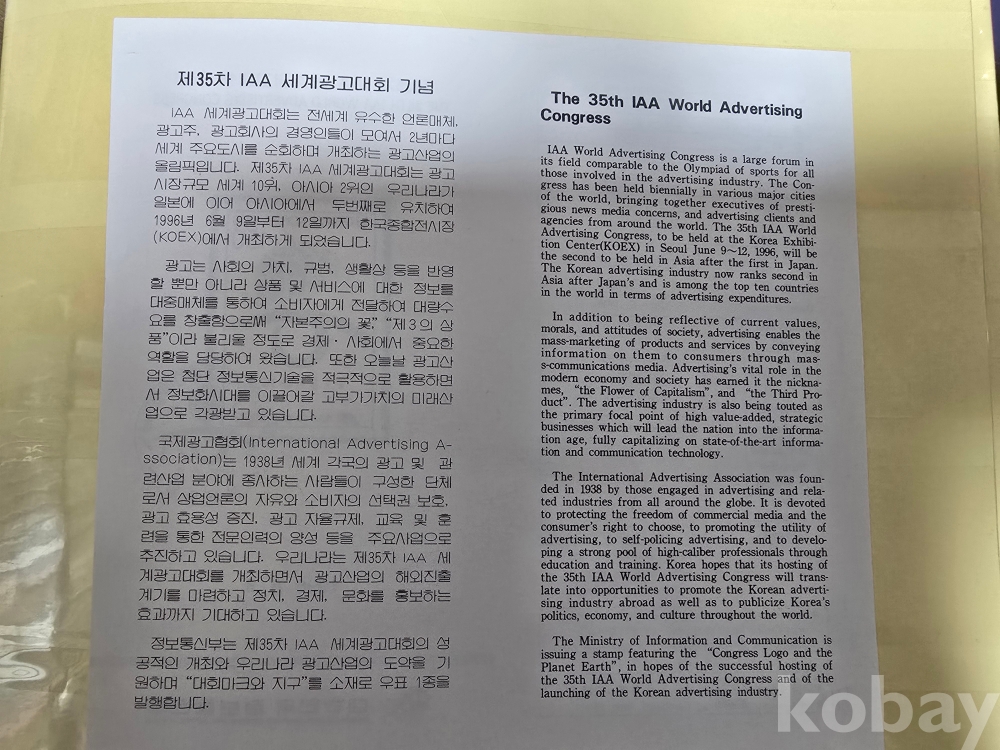 제35차 IAA 세계광고대회 기념
IAA 세계광고대회는 전세계 유수한 언론매체,
광고주, 광고회사의 경영인들이 모여서 2년마다
세계 주요도시를 순회하며 개최하는 광고산업의
올림픽입니다. 제35차 IAA 세계광고대회는 광고
시장규모 세계 10위, 아시아 2위인 우리나라가
일본에 이어 아시아에서 두번째로 유치하여
1996년 6월 9일부터 12일까지 한국종합전시장
(KOEX)에서 개최하게 되었습니다.
광고는 사회의 가치, 규범, 생활상 등을 반영
할 뿐만 아니라 상품 및 서비스에 대한 정보를
대중매체를 통하여 소비자에게 전달하여 대량수
요를 창출함으로써 “자본주의의 꽃”, “제3의 상
품”이라 불리울 정도로 경제·사회에서 중요한
역할을 담당하여 왔습니다. 또한 오늘날 광고산
업은 첨단 정보통신기술을 적극적으로 활용하면
서 정보화시대를 이끌어갈 고부가가치의 미래산
업으로 각광받고 있습니다.
국제광고협회(International Advertising A-
ssociation)는 1938년 세계 각국의 광고 및 관
련산업 분야에 종사하는 사람들이 구성한 단체
로서 상업언론의 자유와 소비자의 선택권 보호,
광고 효용성 증진, 광고 자율규제, 교육 및 훈
련을 통한 전문인력의 양성 등을 주요사업으로
추진하고 있습니다. 우리나라는 제35차 IAA 세
계광고대회를 개최하면서 광고산업의 해외진출
계기를 마련하고 정치, 경제, 문화를 홍보하는
효과까지 기대하고 있습니다.
정보통신부는 제35차 IAA 세계광고대회의 성
공적인 개최와 우리나라 광고산업의 도약을 기
원하며 “대회마크와 지구”를 소재로 우표 1종을
발행합니다.
The 35th IAA World Advertising
Congress
IAA World Advertising Congress is a large forum in
its field comparable to the Olympiad of sports for all
those involved in the advertising industry. The Con-
gress has been held biennially in various major cities
of the world, bringing together executives of presti-
gious news media concerns, and advertising clients and
agencies from around the world. The 35th IAA World
Advertising Congress, to be held at the Korea Exhibi-
tion Center(KOEX) in Seoul June 9~12, 1996, will be
the second to be held in Asia after the first in Japan.
The Korean advertising industry now ranks second in
Asia after Japan's and is among the top ten countries
in the world in terms of advertising expenditures.
In addition to being reflective of current values,
morals, and attitudes of society, advertising enables the
mass-marketing of products and services by conveying
information on them to consumers through mas-
s-communications media. Advertising's vital role in the
modern economy and society has earned it the nickna-
mes, “the Flower of Capitalism”, and “the Third Pro-
duct”. The advertising industry is also being touted as
the primary focal point of high value-added, strategic
businesses which will lead the nation into the informa-
tion age, fully capitalizing on state-of-the-art informa-
tion and communication technology.
The International Advertising Association was foun-
ded in 1938 by those engaged in advertising and rela-
ted industries from all around the globe. It is devoted
to protecting the freedom of commercial media and the
consumer's right to choose, to promoting the utility of
advertising, to self-policing advertising, and to develo-
ping a strong pool of high-caliber professionals through
education and training. Korea hopes that its hosting of
the 35th IAA World Advertising Congress will trans-
late into opportunities to promote the Korean adverti-
sing industry abroad as well as to publicize Korea's
politics, economy, and culture throughout the world.
The Ministry of Information and Communication is
issuing a stamp featuring the “Congress Logo and the
Planet Earth”, in hopes of the successful hosting of
the 35th IAA World Advertising Congress and of the
launching of the Korean advertising industry.
kobay